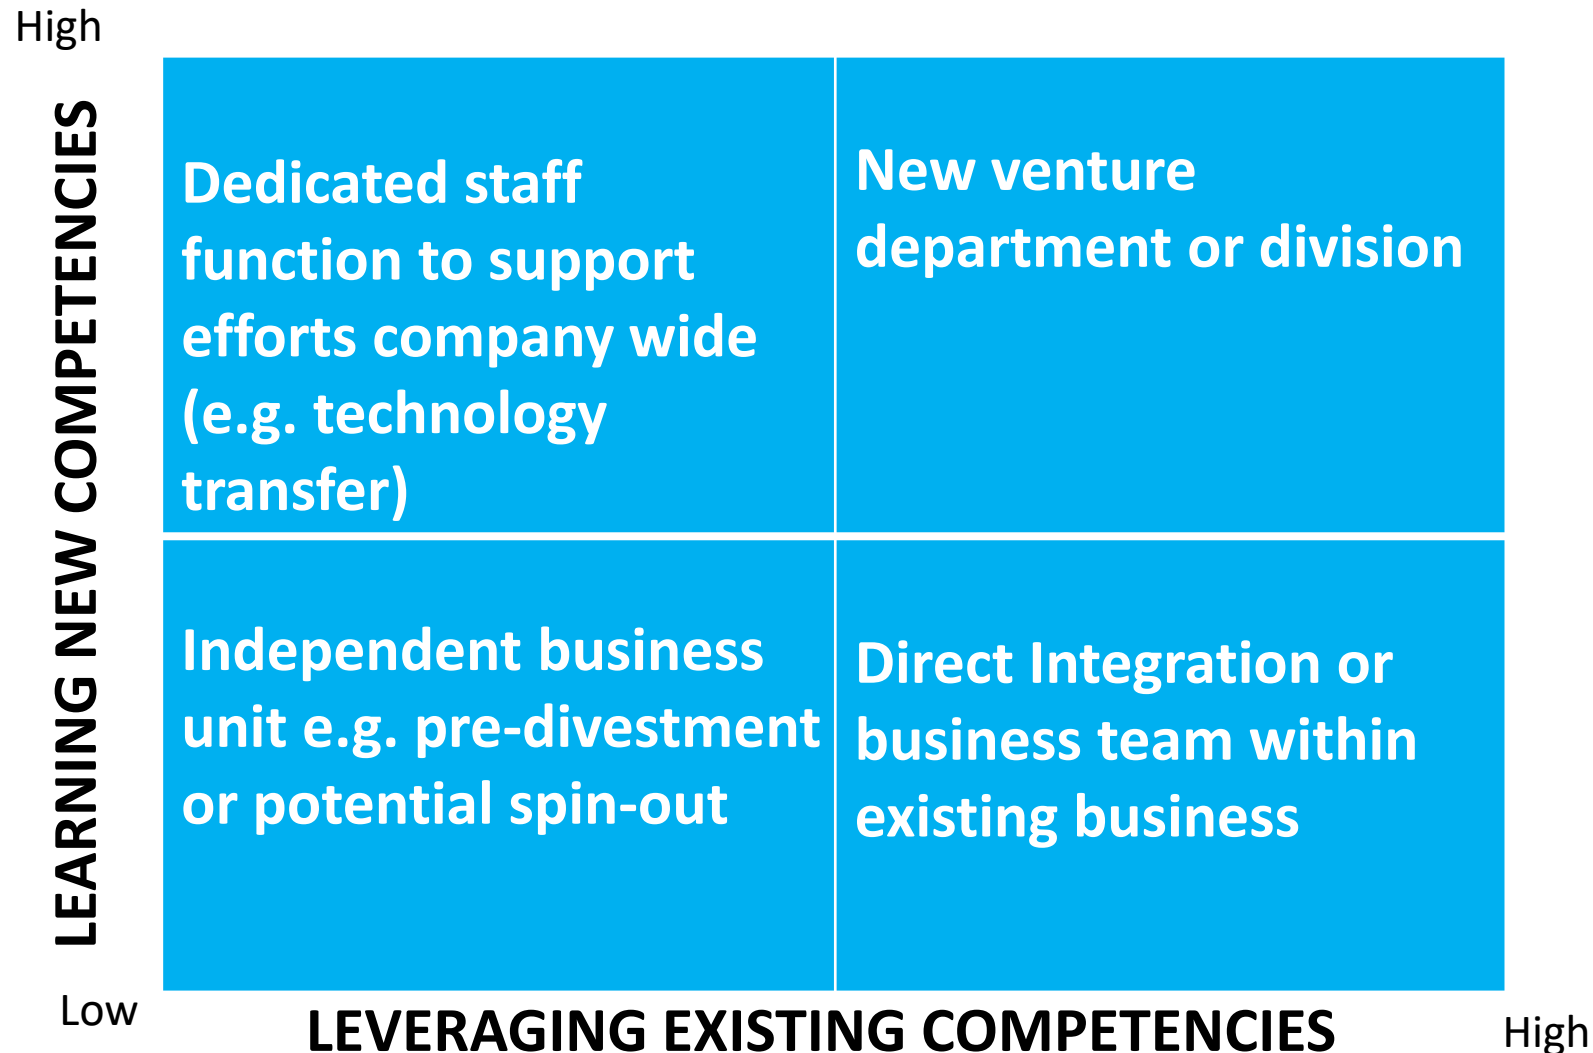 High
LEARNING NEW COMPETENCIES
Dedicated staff
function to support
efforts company wide
(e.g. technology
transfer)
New venture
department or division
Independent business
unit e.g. pre-divestment
or potential spin-out
Direct Integration or
business team within
existing business
Low
LEVERAGING EXISTING COMPETENCIES
High